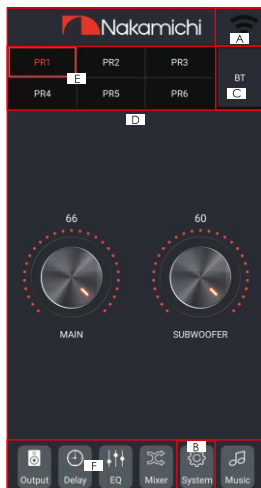 Nakamichi
A
PR1 PR2 PR3
E
BT
C
PR4 PR5 PR6
D
66 60
MAIN SUBWOOFER
B
F
Output Delay EQ Mixer System Music